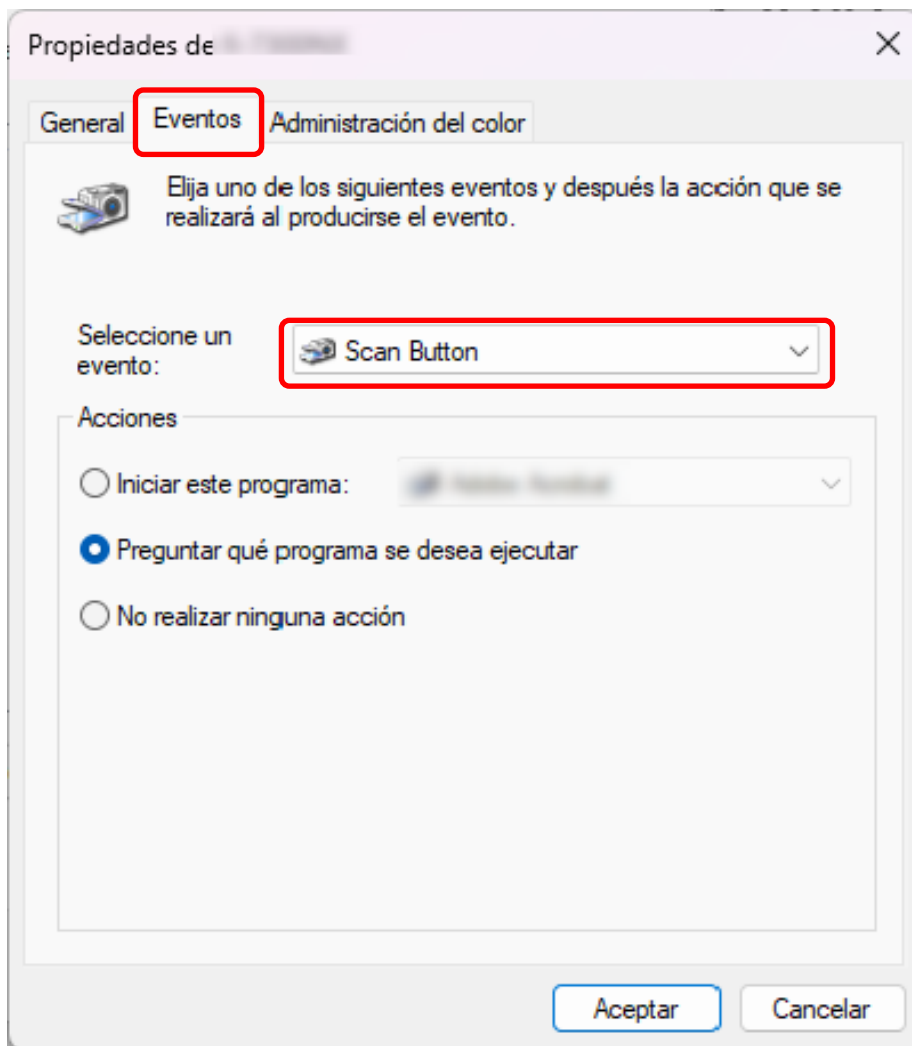 Propiedades de
General Eventos Administración del color
Elija uno de los siguientes eventos y después la acción que se
realizará al producirse el evento.
Seleccione un
evento:
Scan Button
Acciones
Iniciar este programa:
Preguntar qué programa se desea ejecutar
No realizar ninguna acción
Aceptar Cancelar